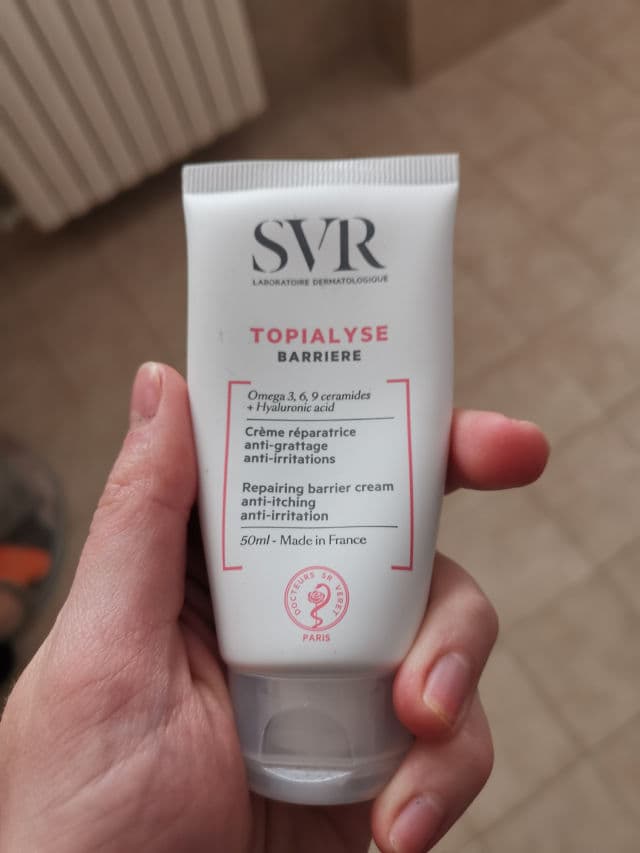 SVR
LABORATOIRE DERMATOLOGIQUE
TOPIALYSE
BARRIERE
Omega 3, 6, 9 ceramides
+ Hyaluronic acid
Crème réparatrice
anti-grattage
anti-irritations
Repairing barrier cream
anti-itching
anti-irritation
50ml - Made in France
DOCTEURS SR VERET
PARIS